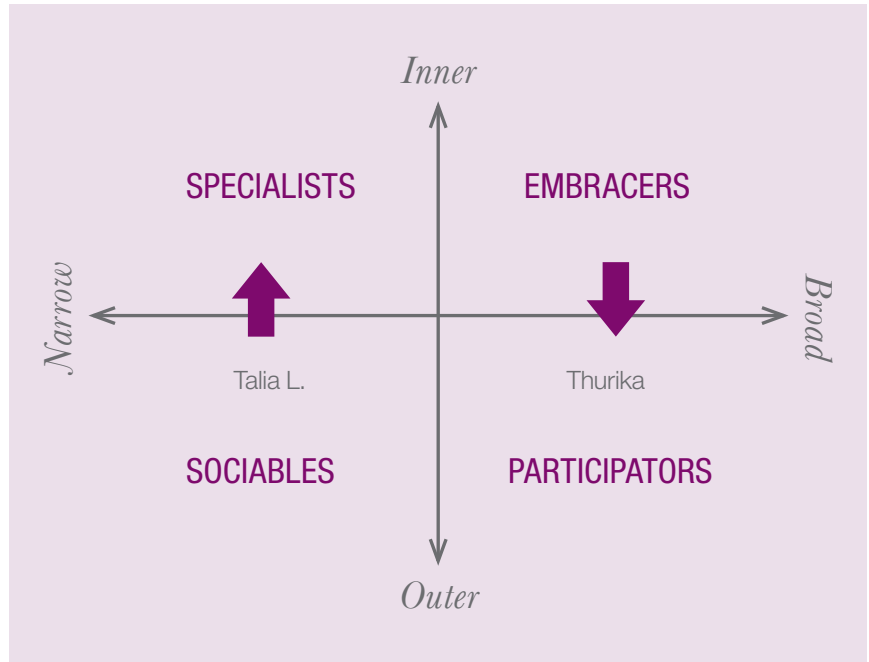 Inner
SPECIALISTS
EMBRACERS
Narrow
Broad
Talia L.
Thurika
SOCIABLES
PARTICIPATORS
Outer